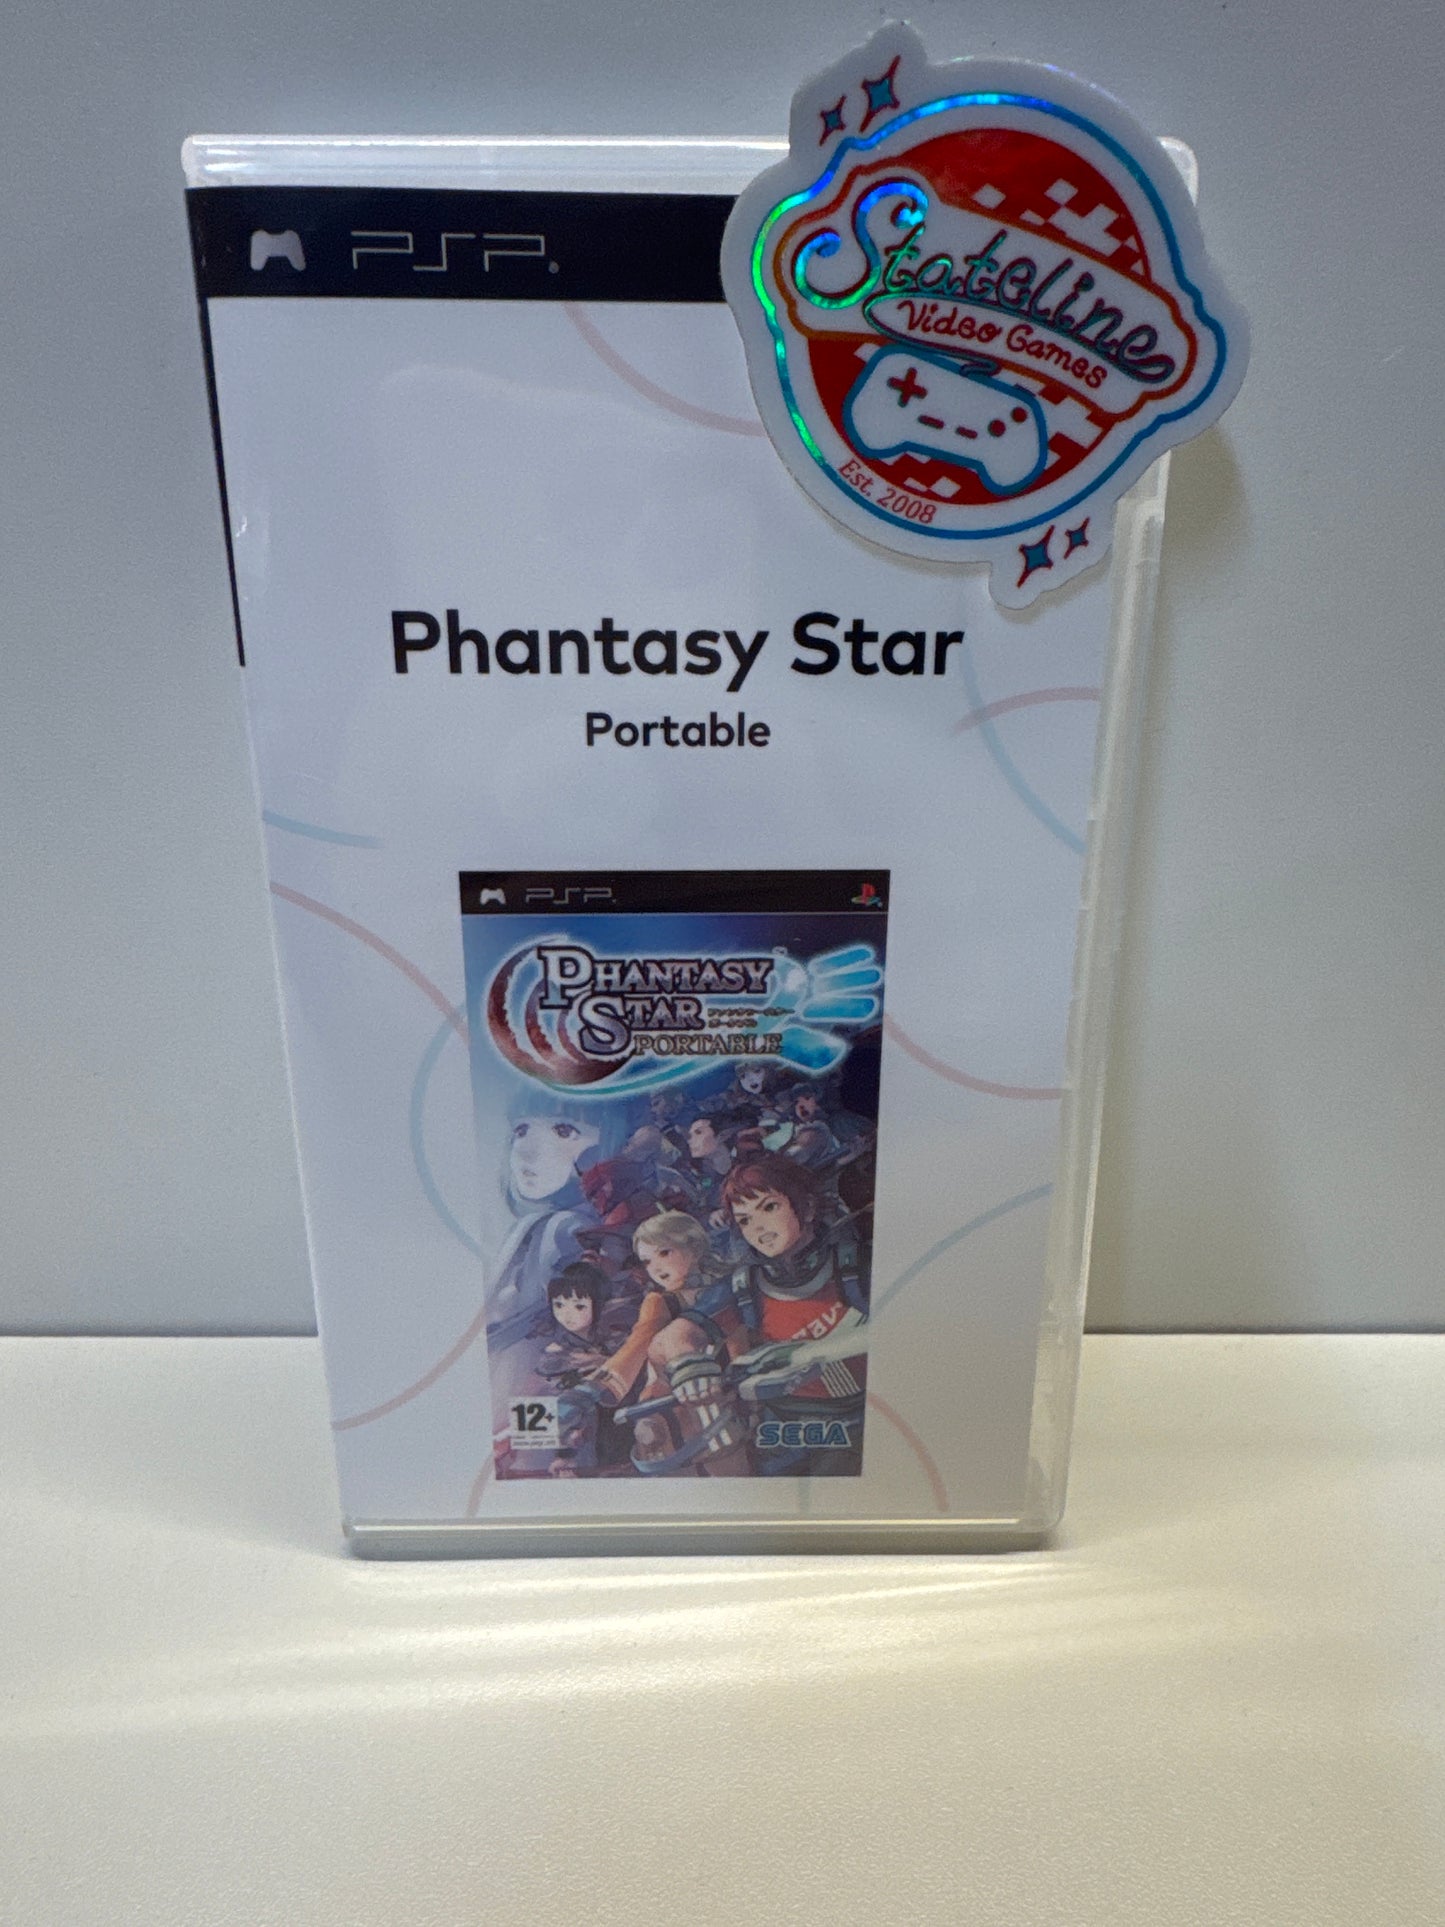 PSP
Stateline
Video Games
Est. 2008
Phantasy Star
Portable
PSP
PHANTASY
STAR
PORTABLE
12+
SEGA